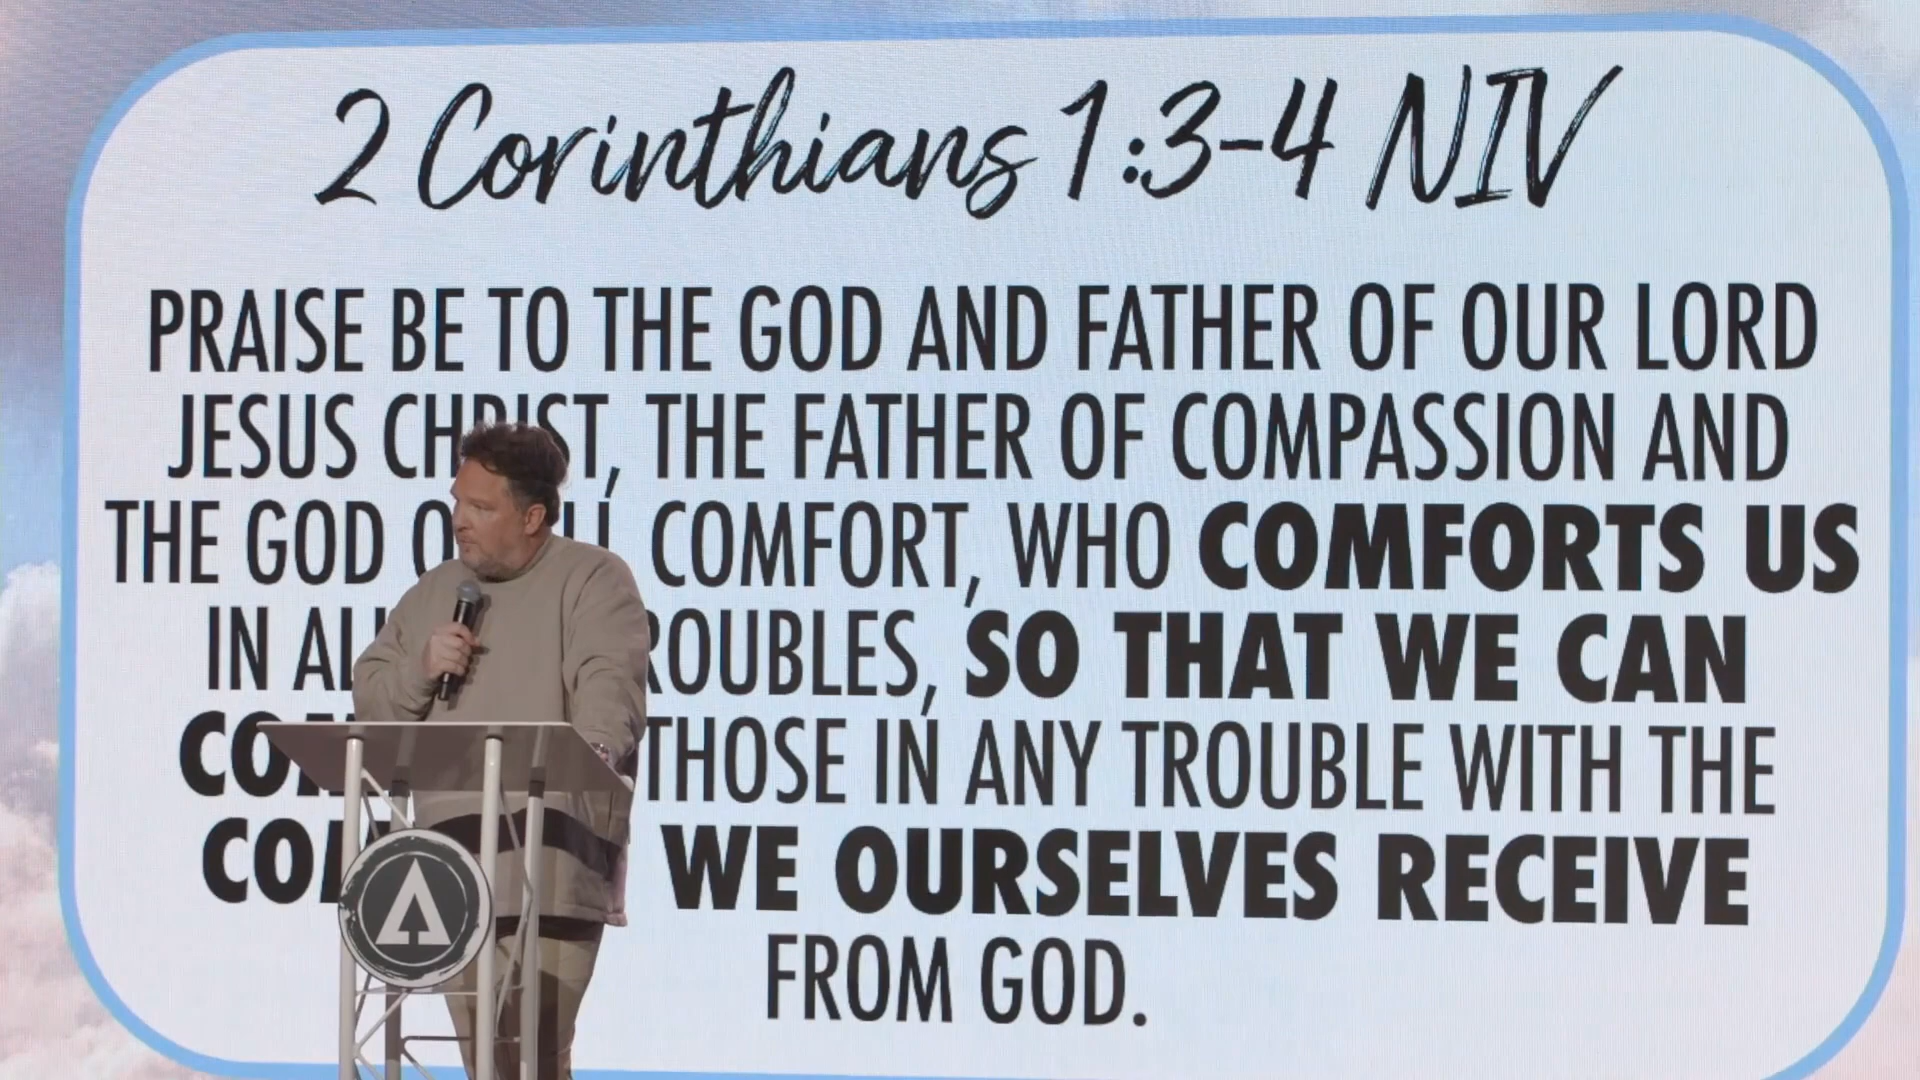 2 Corinthians 1:3-4 NIV
PRAISE BE TO THE GOD AND FATHER OF OUR LORD
JESUS CHRIST, THE FATHER OF COMPASSION AND
THE GOD COMFORT, WHO COMFORTS US
IN SO THAT WE CAN
THOSE IN ANY TROUBLE WITH THE
WE OURSELVES RECEIVE
FROM GOD.